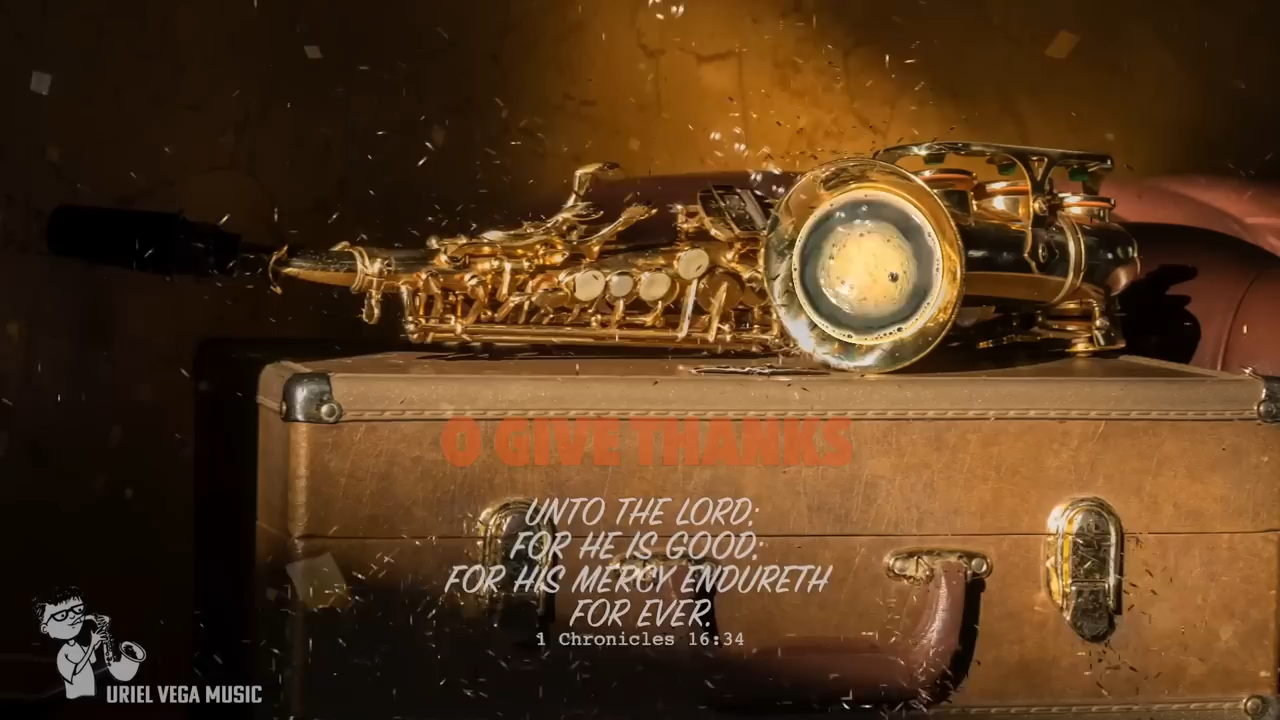 O GIVE THANKS
UNTO THE LORD;
FOR HE IS GOOD;
FOR HIS MERCY ENDURETH
FOR EVER.
1 Chronicles 16:34
URIEL VEGA MUSIC